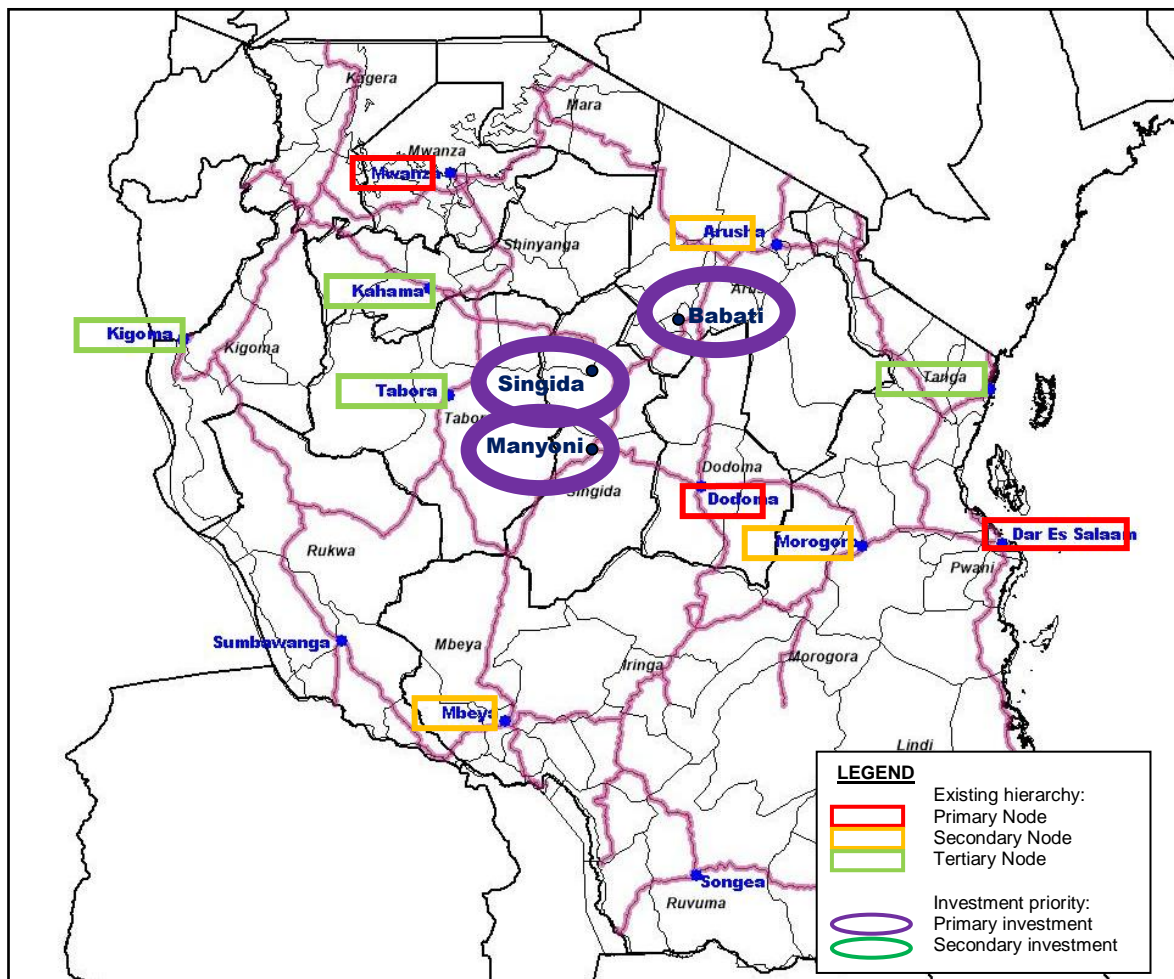 Kagera
Mara
Mwanza
Mwanza
Arusha
Shinyanga
Kahama
Arus
Babati
Kigoma
Kigoma
Singida
Tanga
Tabora
Tabor
Manyoni
Dodoma
Singida
Dodoma
Morogoro
Dar Es Salaam
Rukwa
Pwani
Sumbawanga
Mbeya
Iringa
Morogora
Mbeya
Lindi
LEGEND
Existing hierarchy:
Primary Node
Secondary Node
Tertiary Node
Songea
Ruvuma
Investment priority:
Primary investment
Secondary investment